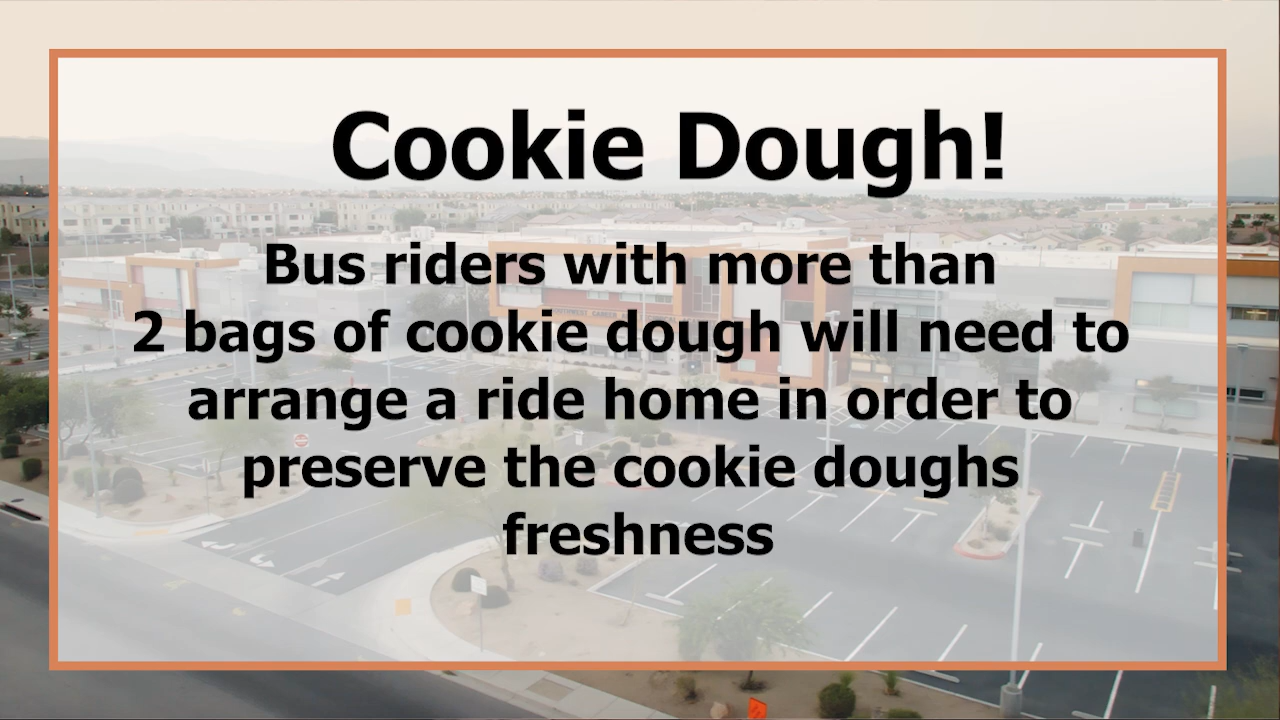 Cookie Dough!
Bus riders with more than
2 bags of cookie dough will need to
arrange a ride home in order to
preserve the cookie doughs
freshness